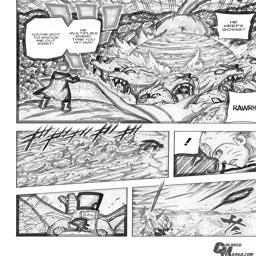 HE
KEEPS
GOING!!
HE
MULTIPLIES
EVERY
TIME YOU
HIT HIM!
YOU'VE GOT
TO KNOCK
ME OUT
FIRST!
RAWR!!
!
COLORED
MANGA.COM